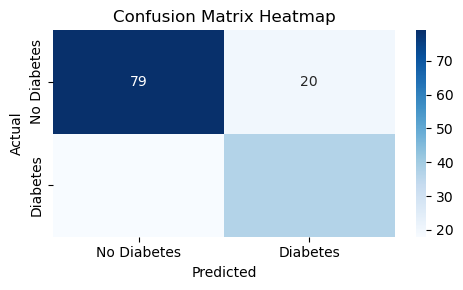 Confusion Matrix Heatmap
Actual
No Diabetes
Diabetes
79
20
No Diabetes
Diabetes
Predicted
70
60
50
40
30
20